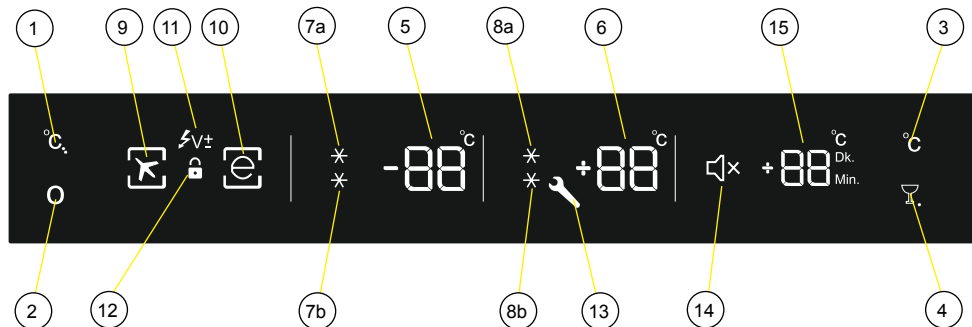 1 9 11 10 7a 5 8a 6 15 3
°C. V± °C °C °C °C
e -88 ÷88 ÷88 Dk.
O Min.
2 12 7b 8b 13 14 4